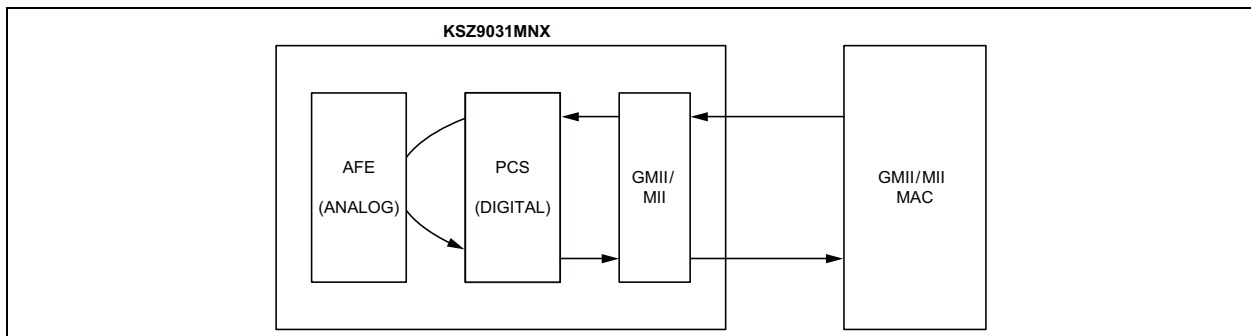 KSZ9031MNX
AFE
(ANALOG)
PCS
(DIGITAL)
GMII/
MII
GMII/MII
MAC